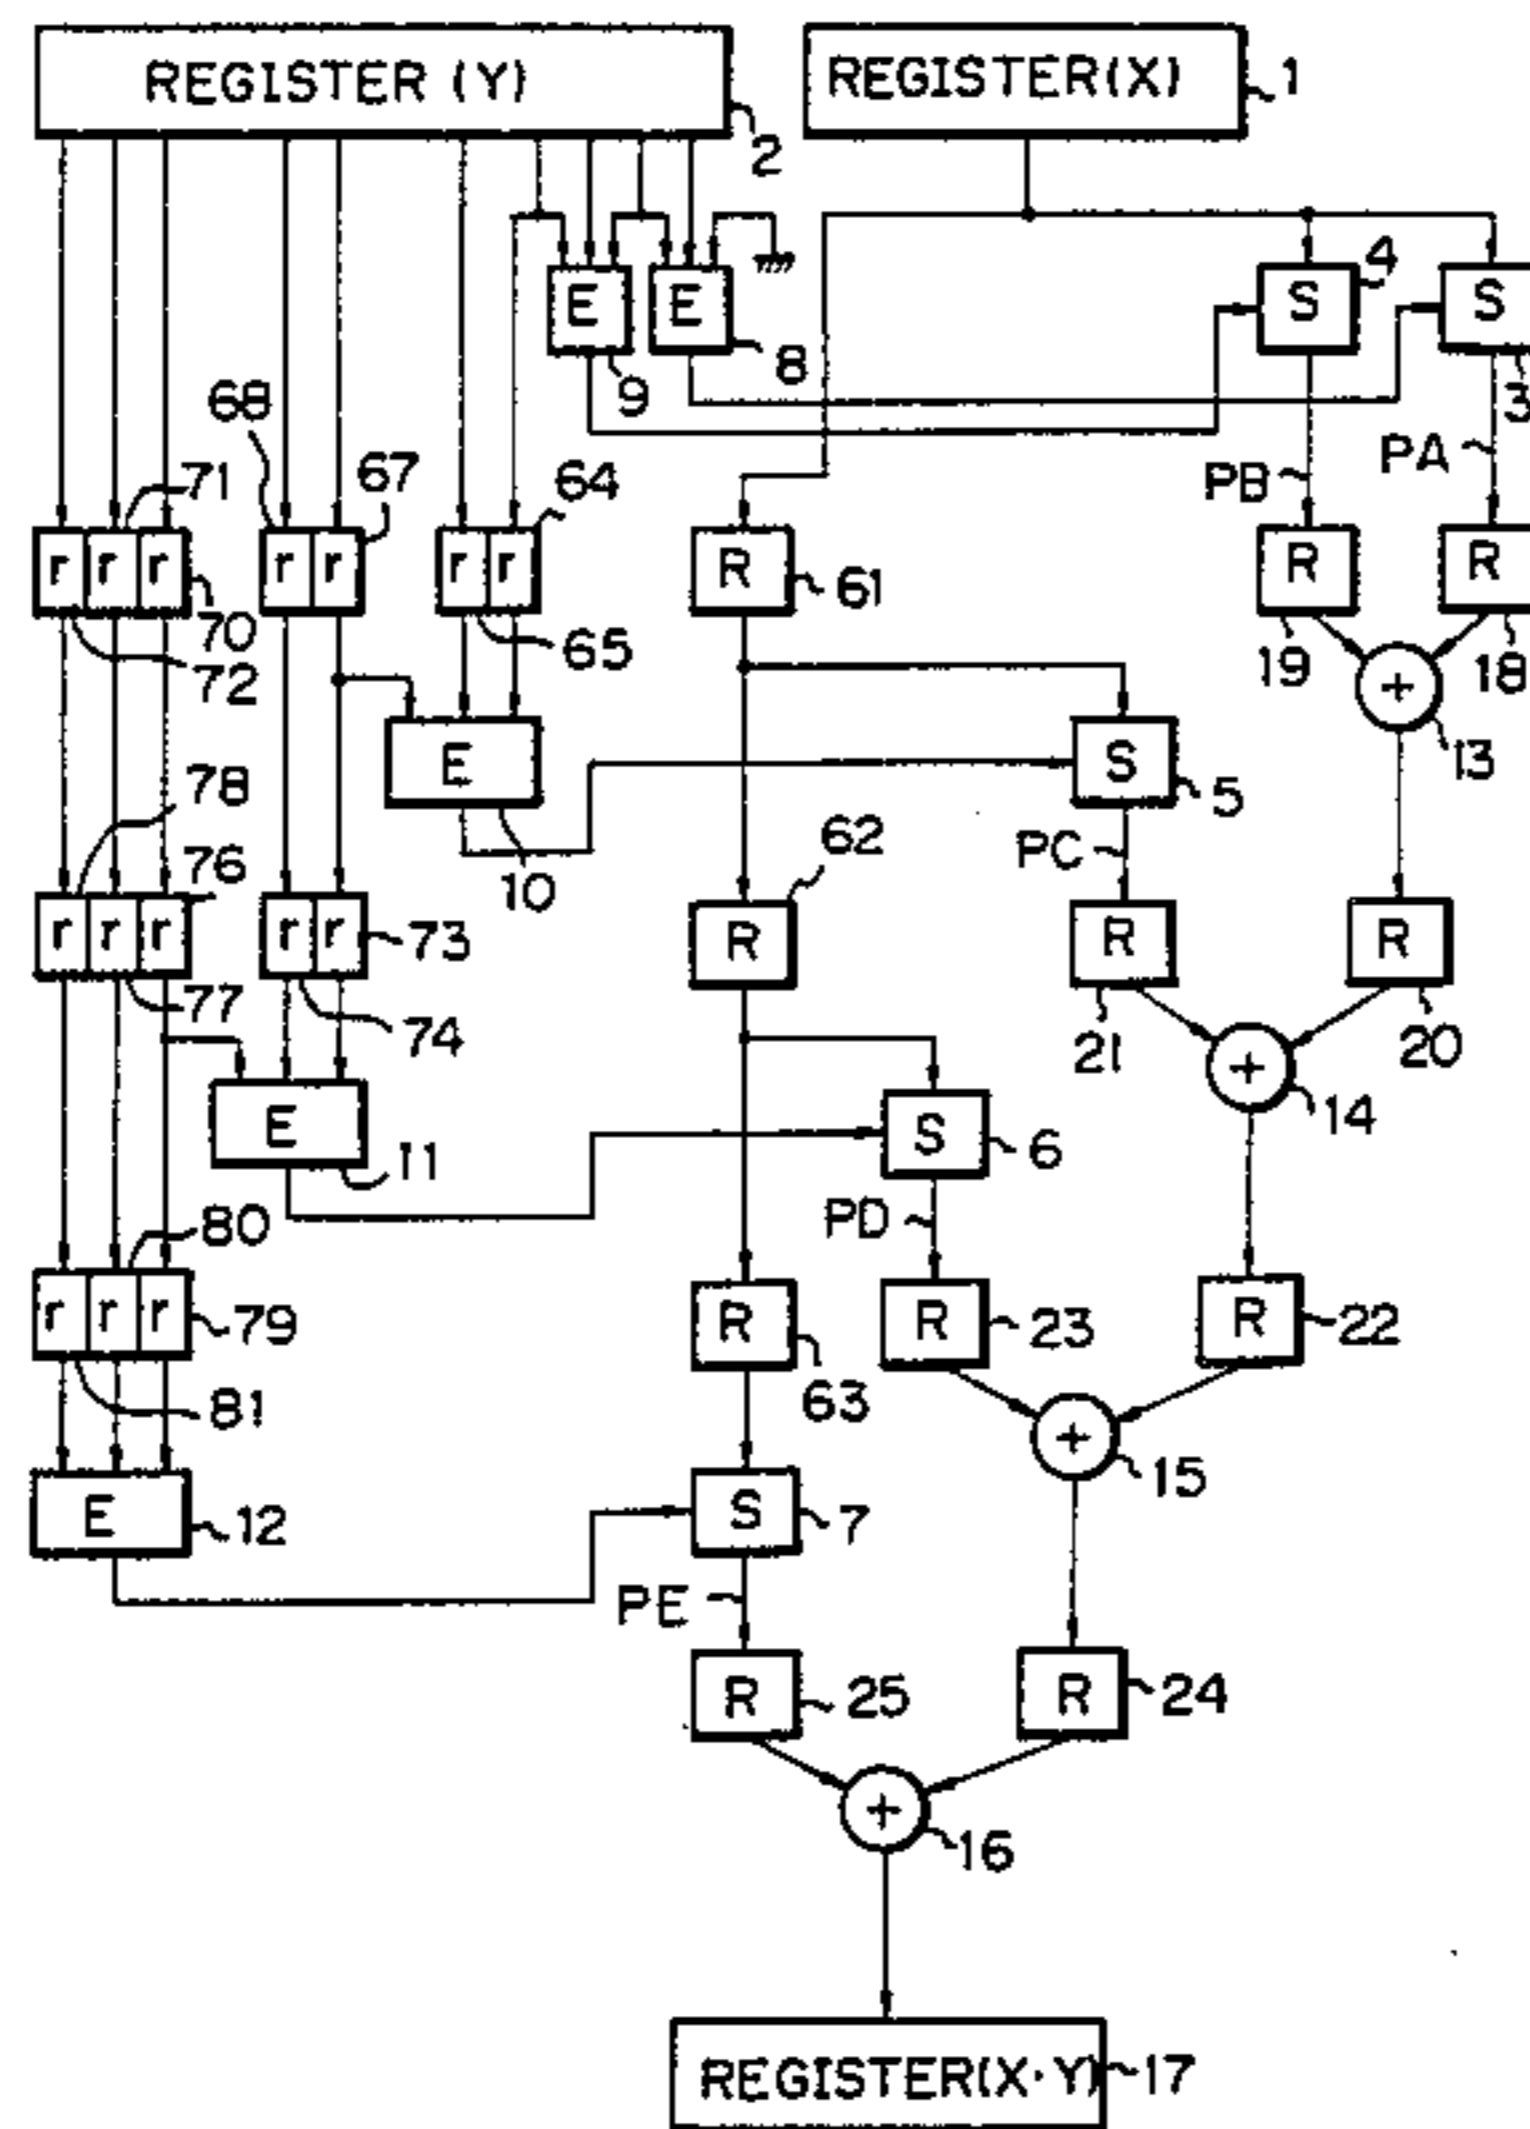 REGISTER (Y) REGISTER(X) 1
2
4
E E S S
8 3
9
68
PA
71 67 64 PB
r r r r r r r R R R
61
70 65
72 19 18
+
13
E S
78 5
62 PC
76 10
r r r r r 73 R R R
77
74 21 20
+
14
E S 6
11
PD
80
r r r 79 R R 23 R 22
81 63
+
15
E 12 S 7
PE
R 25 R 24
+
16
REGISTER(X·Y) 17